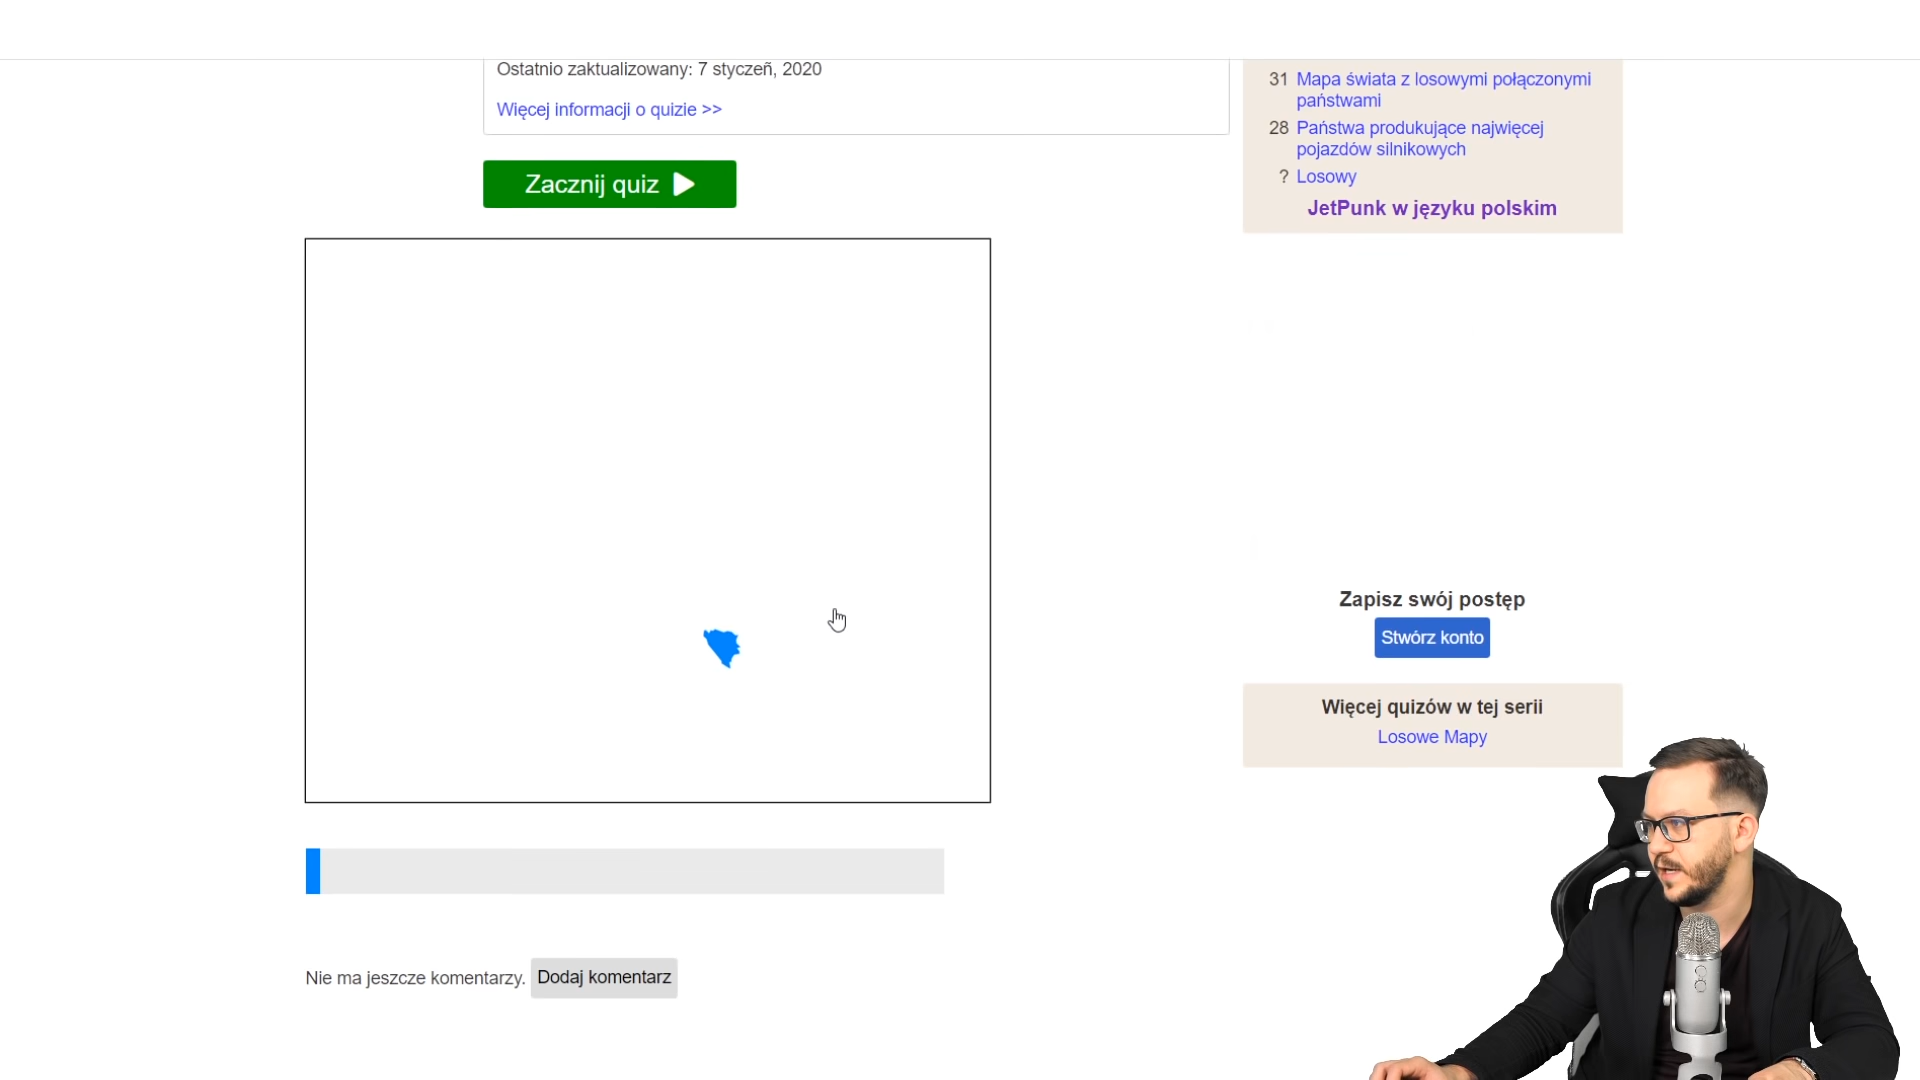 Ostatnio zaktualizowany: 7 styczeń, 2020
Więcej informacji o quizie >>
Zacznij quiz
31 Mapa świata z losowymi połączonymi
państwami
28 Państwa produkujące najwięcej
pojazdów silnikowych
? Losowy
JetPunk w języku polskim
Zapisz swój postęp
Stwórz konto
Więcej quizów w tej serii
Losowe Mapy
Nie ma jeszcze komentarzy. Dodaj komentarz